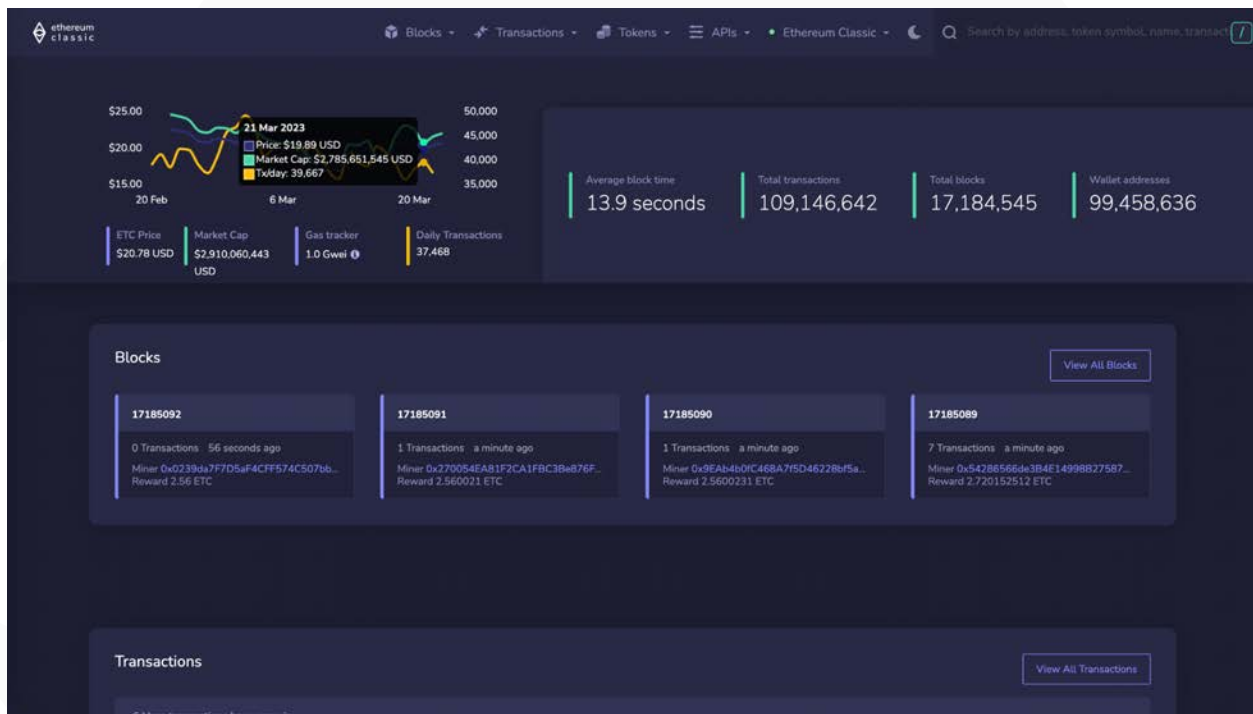 ethereum
classic
Blocks
Transactions
Tokens
APIs
Ethereum Classic
Search by address, token symbol, name, transact
/
$25.00
$20.00
$15.00
50,000
45,000
40,000
35,000
21 Mar 2023
Price: $19.89 USD
Market Cap: $2,785,651,545 USD
Tx/day: 39,667
20 Feb
6 Mar
20 Mar
ETC Price
$20.78 USD
Market Cap
$2,910,060,443
USD
Gas tracker
1.0 Gwei
Daily Transactions
37,468
Average block time
13.9 seconds
Total transactions
109,146,642
Total blocks
17,184,545
Wallet addresses
99,458,636
Blocks
View All Blocks
17185092
0 Transactions 56 seconds ago
Miner 0x0239da7F7D5aF4CFF574C507bb...
Reward 2.56 ETC
17185091
1 Transactions a minute ago
Miner 0x270054EA81F2CA1FBC3Be876F...
Reward 2.560021 ETC
17185090
1 Transactions a minute ago
Miner 0x9EAb4b0fC468A7f5D46228bf5a...
Reward 2.5600231 ETC
17185089
7 Transactions a minute ago
Miner 0x54286566de3B4E14998B27587...
Reward 2.720152512 ETC
Transactions
View All Transactions